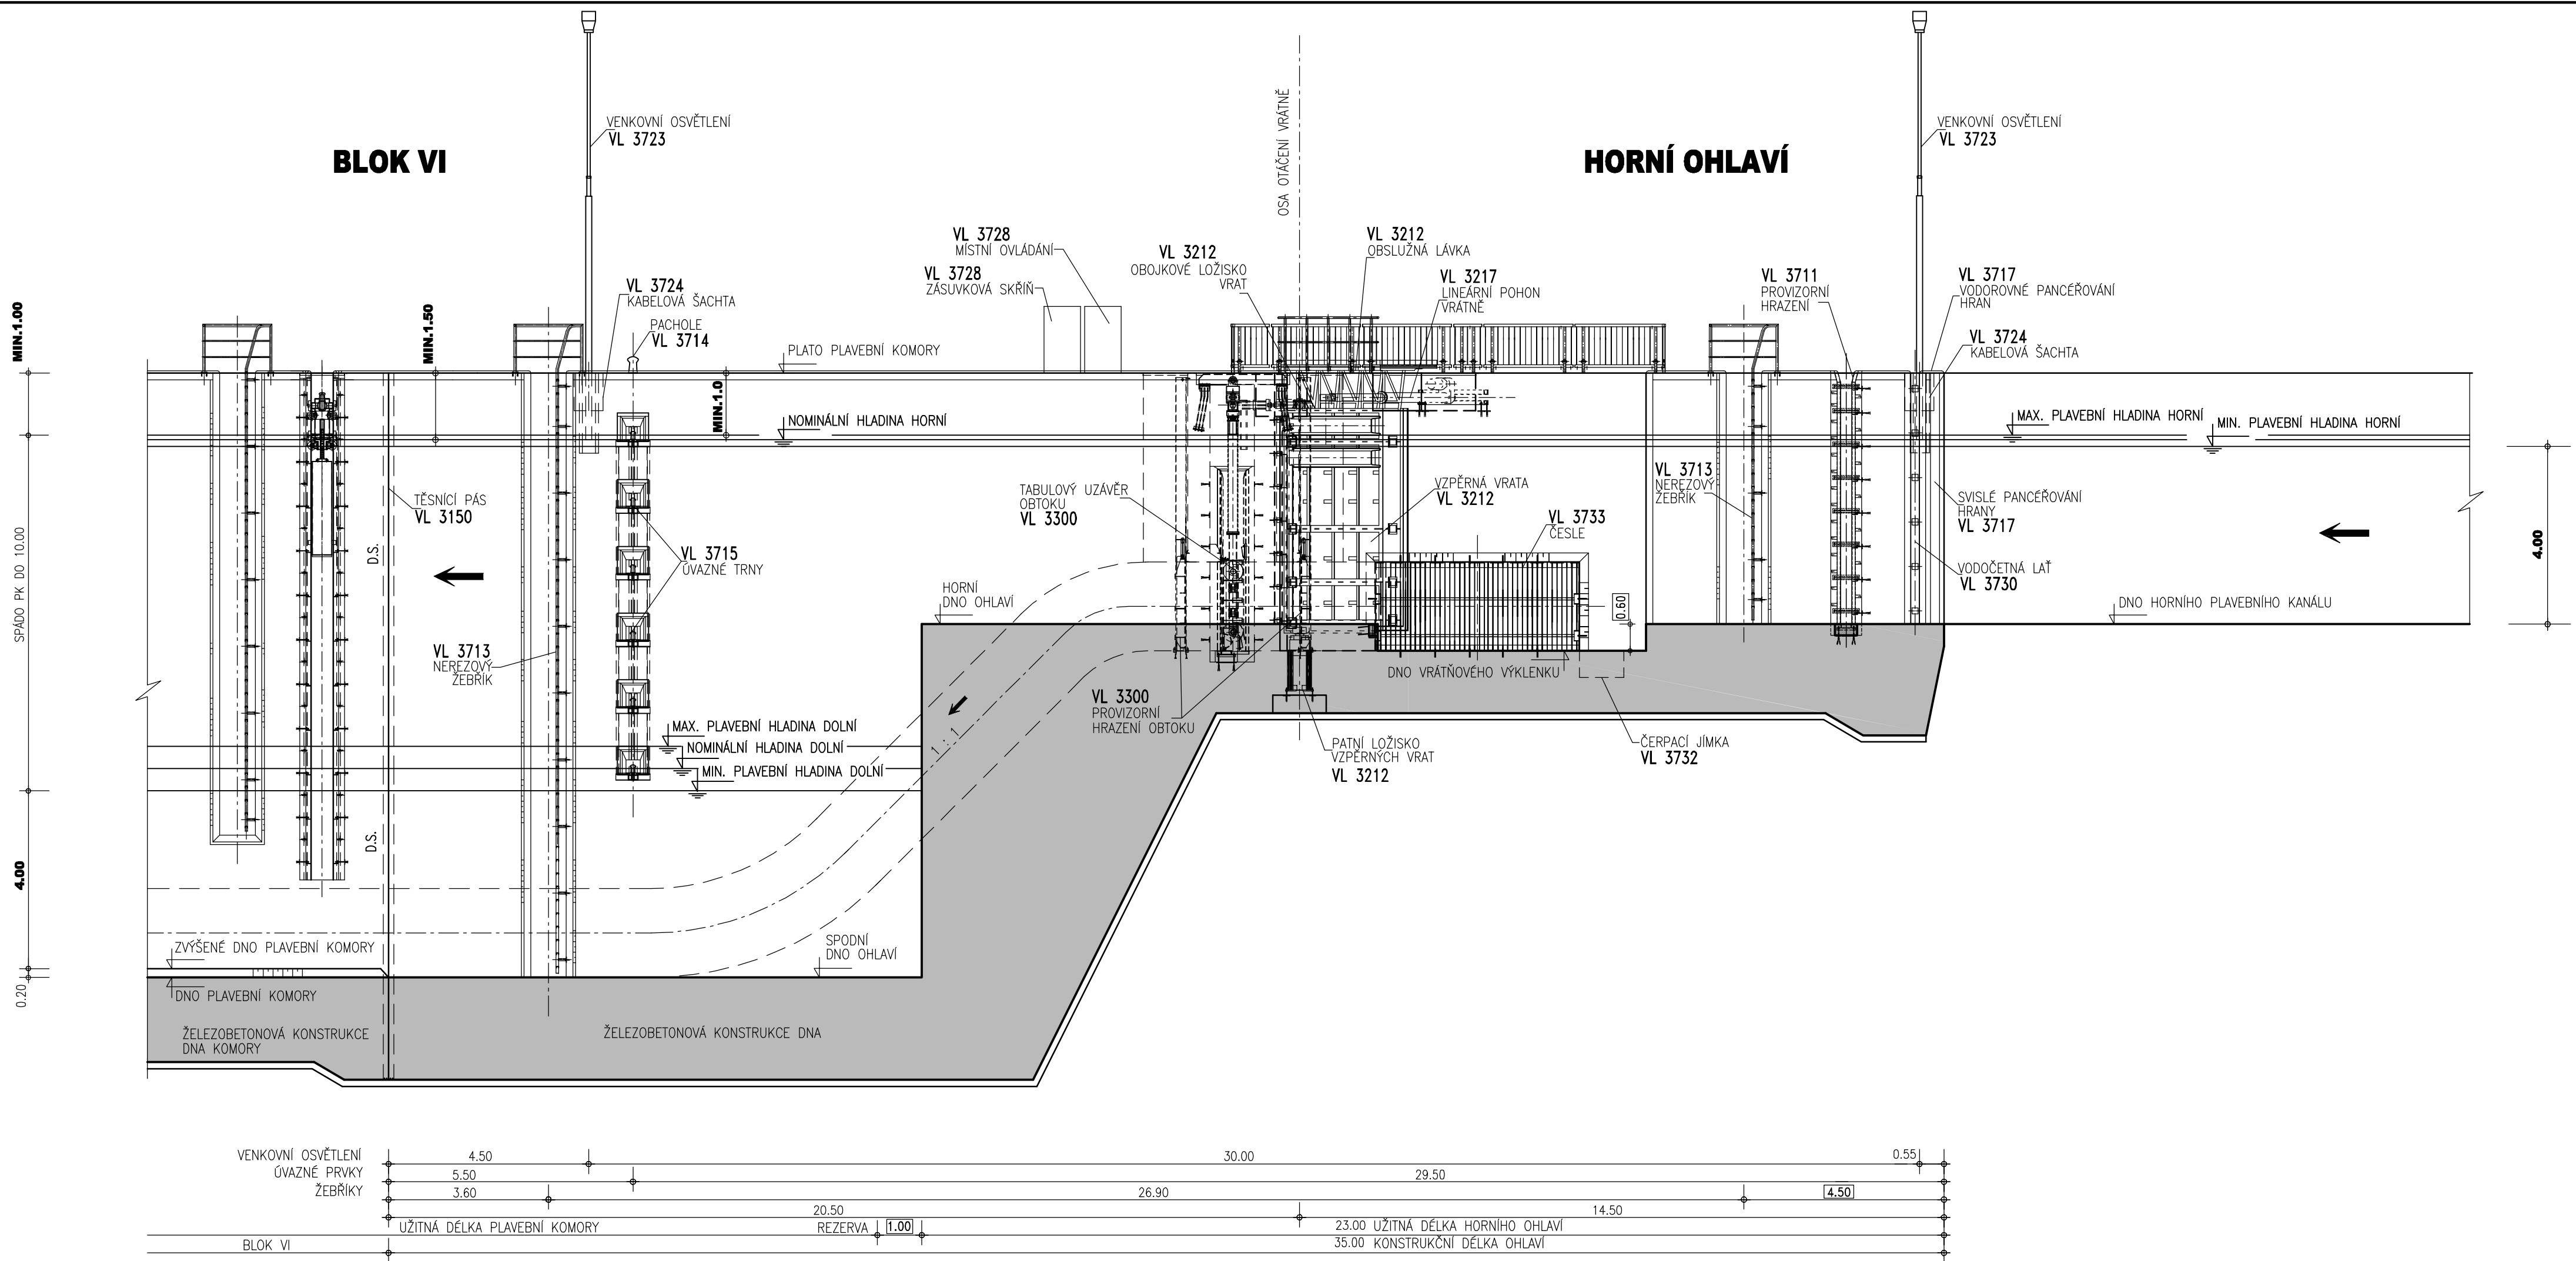 VENKOVNÍ OSVĚTLENÍ
VL 3723
BLOK VI
OSA OTÁČENÍ VRÁTNĚ
HORNÍ OHLAVÍ
VENKOVNÍ OSVĚTLENÍ
VL 3723
VL 3728
MÍSTNÍ OVLÁDÁNÍ
VL 3728
ZÁSUVKOVÁ SKŘÍŇ
VL 3212
OBOJKOVÉ LOŽISKO
VRAT
VL 3212
OBSLUŽNÁ LÁVKA
VL 3217
LINEÁRNÍ POHON
VRÁTNĚ
VL 3711
PROVIZORNÍ
HRAZENÍ
VL 3717
VODOROVNÉ PANCÉŘOVÁNÍ
HRAN
VL 3724
KABELOVÁ ŠACHTA
VL 3724
KABELOVÁ ŠACHTA
PACHOLE
VL 3714
MIN.1.00
MIN.1.50
MIN.1.0
PLATO PLAVEBNÍ KOMORY
NOMINÁLNÍ HLADINA HORNÍ
MAX. PLAVEBNÍ HLADINA HORNÍ
MIN. PLAVEBNÍ HLADINA HORNÍ
TĚSNÍCÍ PÁS
VL 3150
D.S.
SPÁDO PK DO 10.00
VL 3715
ÚVAZNÉ TRNY
TABULOVÝ UZÁVĚR
OBTOKU
VL 3300
VZPĚRNÁ VRATA
VL 3212
VL 3733
ČESLE
VL 3713
NEREZOVÝ
ŽEBŘÍK
SVISLÉ PANCÉŘOVÁNÍ
HRANY
VL 3717
VODOČETNÁ LAŤ
VL 3730
4.00
HORNÍ
DNO OHLAVÍ
0.60
DNO HORNÍHO PLAVEBNÍHO KANÁLU
VL 3713
NEREZOVÝ
ŽEBŘÍK
DNO VRÁTŇOVÉHO VÝKLENKU
VL 3300
PROVIZORNÍ
HRAZENÍ OBTOKU
1 : 1
MAX. PLAVEBNÍ HLADINA DOLNÍ
NOMINÁLNÍ HLADINA DOLNÍ
MIN. PLAVEBNÍ HLADINA DOLNÍ
PATNÍ LOŽISKO
VZPĚRNÝCH VRAT
VL 3212
ČERPACÍ JÍMKA
VL 3732
D.S.
4.00
ZVÝŠENÉ DNO PLAVEBNÍ KOMORY
SPODNÍ
DNO OHLAVÍ
0.20
DNO PLAVEBNÍ KOMORY
ŽELEZOBETONOVÁ KONSTRUKCE
DNA KOMORY
ŽELEZOBETONOVÁ KONSTRUKCE DNA
VENKOVNÍ OSVĚTLENÍ 4.50 30.00 0.55
ÚVAZNÉ PRVKY 5.50 29.50
ŽEBŘÍKY 3.60 26.90 4.50
20.50 14.50
UŽITNÁ DÉLKA PLAVEBNÍ KOMORY REZERVA 1.00 23.00 UŽITNÁ DÉLKA HORNÍHO OHLAVÍ
BLOK VI 35.00 KONSTRUKČNÍ DÉLKA OHLAVÍ